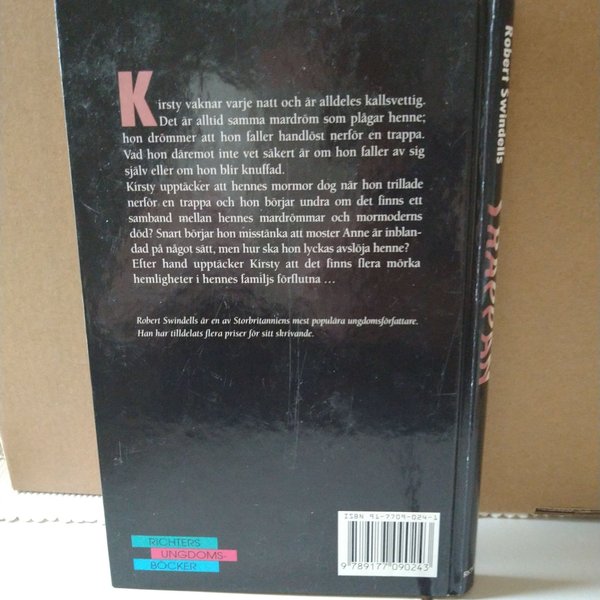 Kirsty vaknar varje natt och är alldeles kallsvettig.
Det är alltid samma mardröm som plågar henne;
hon drömmer att hon faller handlöst nerför en trappa.
Vad hon däremot inte vet säkert är om hon faller av sig
själv eller om hon blir knuffad.
Kirsty upptäcker att hennes mormor dog när hon trillade
nerför en trappa och hon börjar undra om det finns ett
samband mellan hennes mardrömmar och mormoderns
död? Snart börjar hon misstänka att moster Anne är inblan-
dad på något sätt, men hur ska hon lyckas avslöja henne?
Efter hand upptäcker Kirsty att det finns flera mörka
hemligheter i hennes familjs förflutna ...
Robert Swindells är en av Storbritanniens mest populära ungdomsförfattare.
Han har tilldelats flera priser för sitt skrivande.
RICHTERS
UNGDOMS-
BÖCKER
ISBN 91-7709-024-1
9 789177 090243
Robert Swindells
TRAPPAN